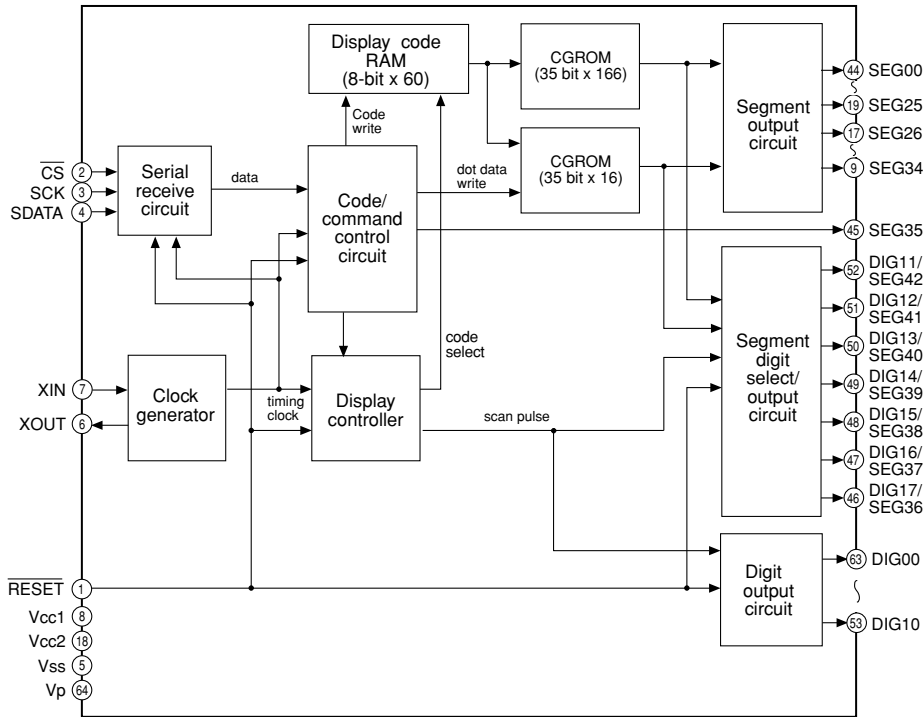 Display code
RAM
(8-bit x 60)
CGROM
(35 bit x 166)
CGROM
(35 bit x 16)
Segment
output
circuit
44 SEG00
19 SEG25
17 SEG26
9 SEG34
45 SEG35
Code
write
CS 2
SCK 3
SDATA 4
Serial
receive
circuit
data
Code/
command
control
circuit
dot data
write
52 DIG11/
SEG42
51 DIG12/
SEG41
50 DIG13/
SEG40
49 DIG14/
SEG39
48 DIG15/
SEG38
47 DIG16/
SEG37
46 DIG17/
SEG36
Segment
digit
select/
output
circuit
code
select
XIN 7
XOUT 6
Clock
generator
timing
clock
Display
controller
scan pulse
RESET 1
Vcc1 8
Vcc2 18
Vss 5
Vp 64
Digit
output
circuit
63 DIG00
53 DIG10